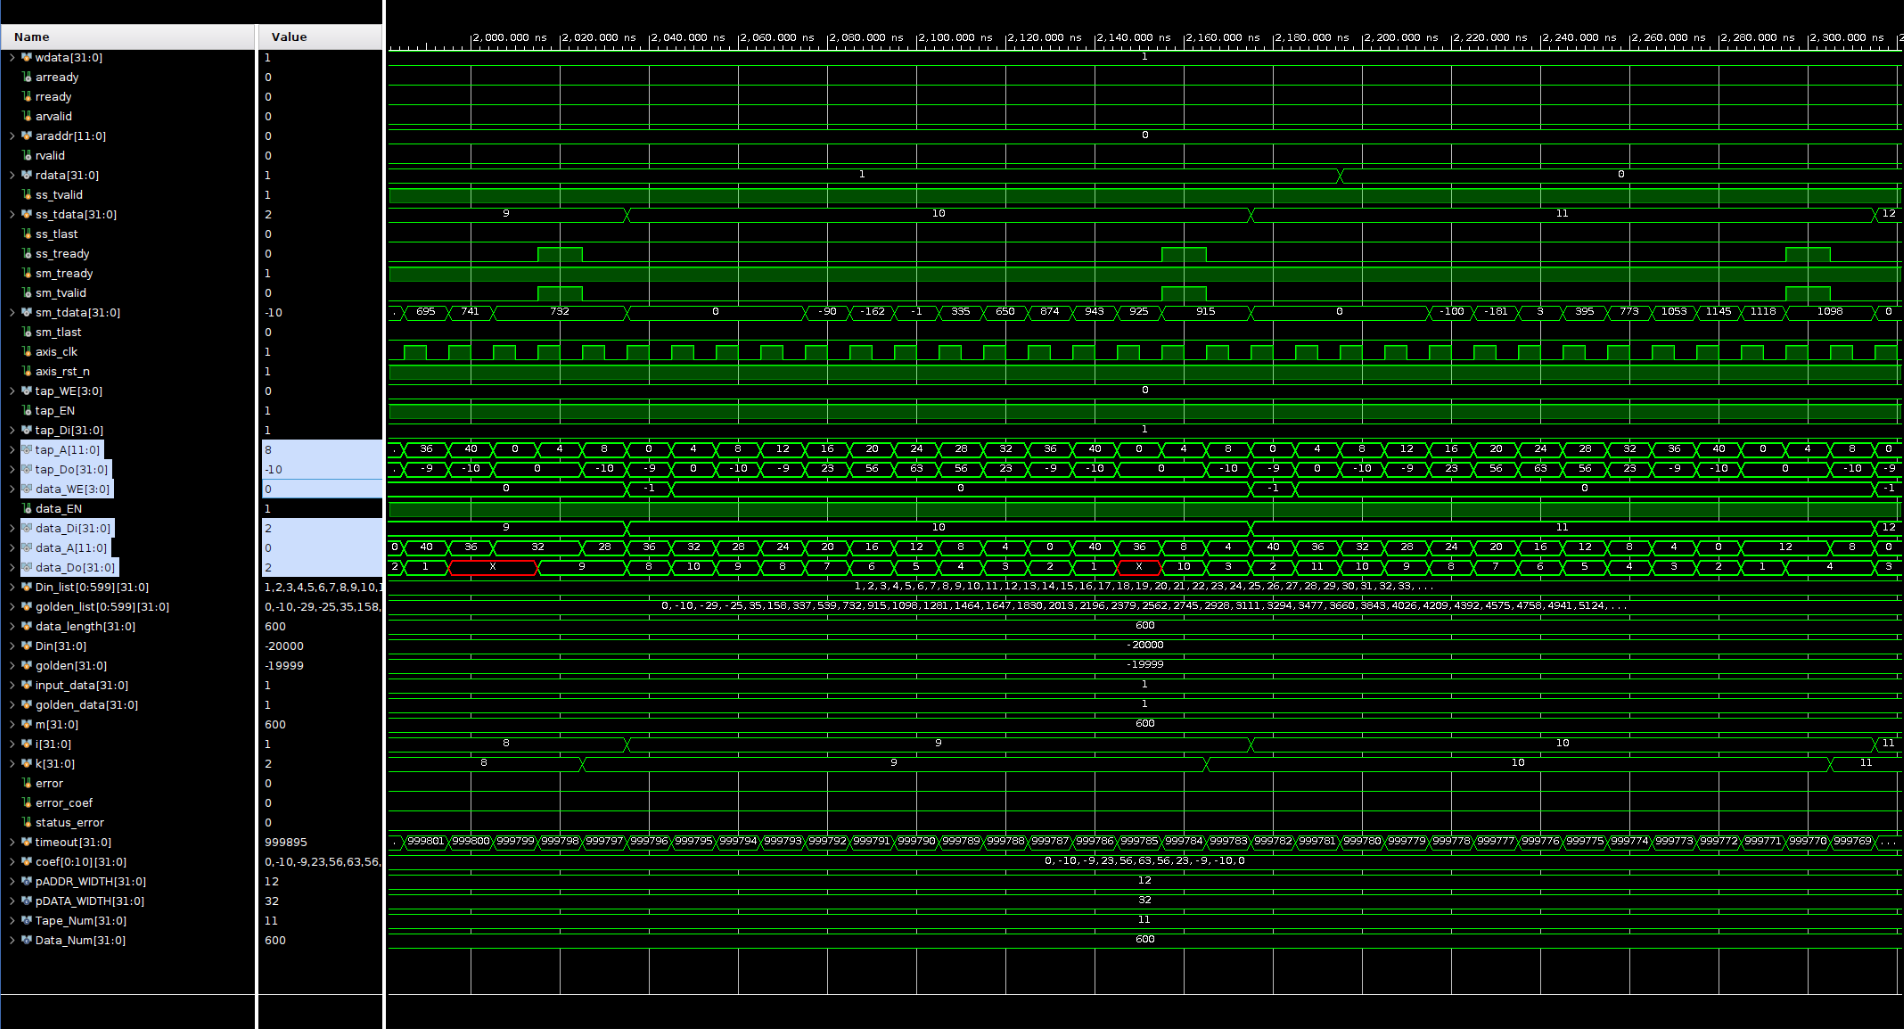 Name Value 2,000.000 ns 2,020.000 ns 2,040.000 ns 2,060.000 ns 2,080.000 ns 2,100.000 ns 2,120.000 ns 2,140.000 ns 2,160.000 ns 2,180.000 ns 2,200.000 ns 2,220.000 ns 2,240.000 ns 2,260.000 ns 2,280.000 ns 2,300.000 ns
wdata[31:0] 1 1
arready 0
rready 0
arvalid 0
araddr[11:0] 0 0
rvalid 0
rdata[31:0] 1 1 0
ss_tvalid 1
ss_tdata[31:0] 2 9 10 11 12
ss_tlast 0
ss_tready 0
sm_tready 1
sm_tvalid 0
sm_tdata[31:0] -10 . 695 741 732 0 -90 -162 -1 335 650 874 943 925 915 0 -100 -181 3 395 773 1053 1145 1118 1098 0
sm_tlast 0
axis_clk 1
axis_rst_n 1
tap_WE[3:0] 0 0
tap_EN 1
tap_Di[31:0] 1 1
tap_A[11:0] 8 . 36 40 0 4 8 0 4 8 12 16 20 24 28 32 36 40 0 4 8 0 4 8 12 16 20 24 28 32 36 40 0 4 8 0
tap_Do[31:0] -10 . -9 -10 0 -10 -9 0 -10 -9 23 56 63 56 23 -9 -10 0 -10 -9 0 -10 -9 23 56 63 56 23 -9 -10 0 -10 -9
data_WE[3:0] 0 0 -1 0 -1 0 -1
data_EN 1
data_Di[31:0] 2 9 10 11 12
data_A[11:0] 0 0 40 36 32 28 36 32 28 24 20 16 12 8 4 0 40 36 8 4 40 36 32 28 24 20 16 12 8 4 0 12 8 0
data_Do[31:0] 2 2 1 X 9 8 10 9 8 7 6 5 4 3 2 1 X 10 3 11 10 9 8 7 6 5 4 3 2 1 4 3
Din_list[0:599][31:0] 1,2,3,4,5,6,7,8,9,10,1 1,2,3,4,5,6,7,8,9,10,11,12,13,14,15,16,17,18,19,20,21,22,23,24,25,26,27,28,29,30,31,32,33,...
golden_list[0:599][31:0] 0,-10,-29,-25,35,158, 0,-10,-29,-25,35,158,337,539,732,915,1098,1281,1464,1647,1830,2013,2196,2379,2562,2745,2928,3111,3294,3477,3660,3843,4026,4209,4392,4575,4758,4941,5124,...
data_length[31:0] 600 600
Din[31:0] -20000 -20000
golden[31:0] -19999 -19999
input_data[31:0] 1 1
golden_data[31:0] 1 1
m[31:0] 600 600
i[31:0] 1 8 9 10 11
k[31:0] 2 8 9 10 11
error 0
error_coef 0
status_error 0
timeout[31:0] 999895 . 999801 999800 999799 999798 999797 999796 999795 999794 999793 999792 999791 999790 999789 999788 999787 999786 999785 999784 999783 999782 999781 999780 999779 999778 999777 999776 999775 999774 999773 999772 999771 999770 999769 ...
coef[0:10][31:0] 0,-10,-9,23,56,63,56, 0,-10,-9,23,56,63,56,23,-9,-10,0
pADDR_WIDTH[31:0] 12 12
pDATA_WIDTH[31:0] 32 32
Tape_Num[31:0] 11 11
Data_Num[31:0] 600 600